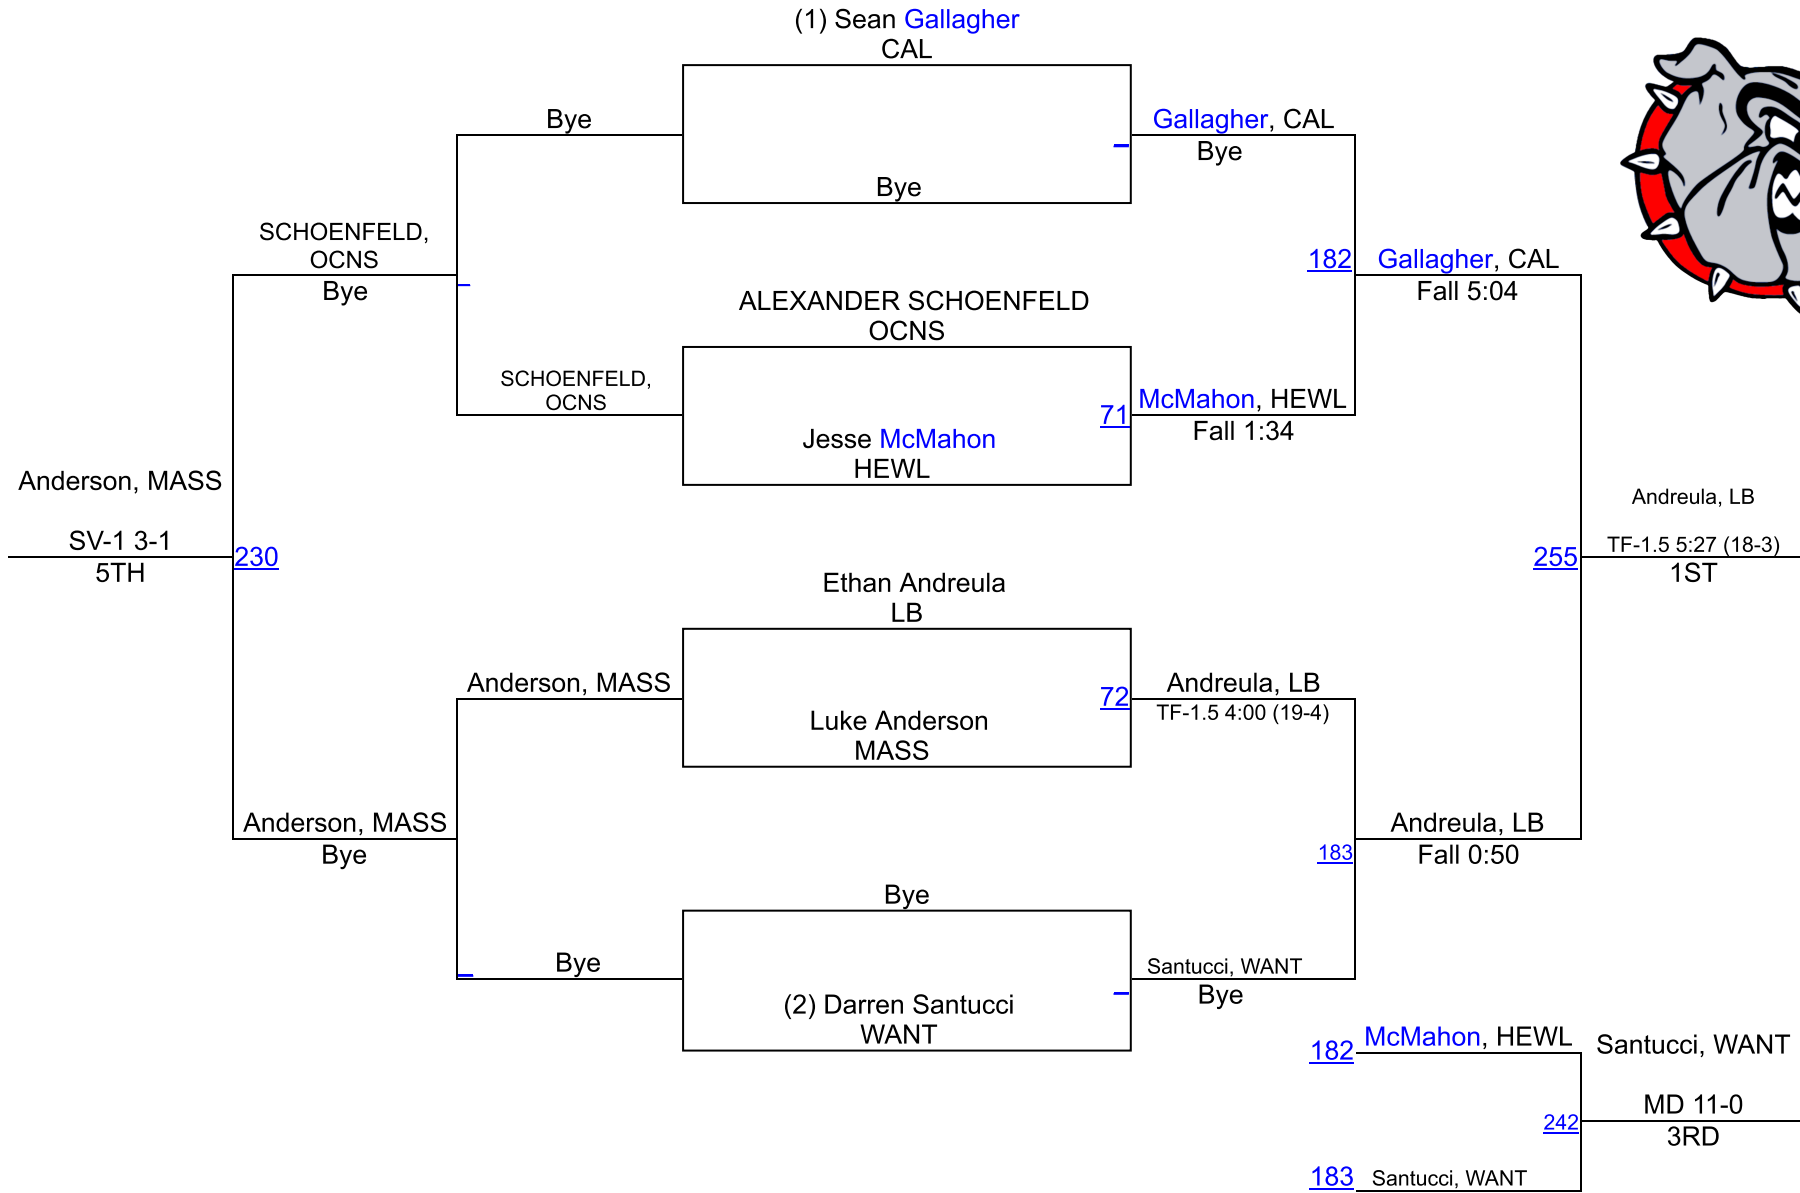 (1) Sean Gallagher
CAL
Bye
Gallagher, CAL
Bye
Bye
SCHOENFELD,
OCNS
Bye
182
Gallagher, CAL
Fall 5:04
ALEXANDER SCHOENFELD
OCNS
SCHOENFELD,
OCNS
71
McMahon, HEWL
Fall 1:34
Jesse McMahon
HEWL
Anderson, MASS
SV-1 3-1
5TH
230
Andreula, LB
TF-1.5 5:27 (18-3)
1ST
255
Ethan Andreula
LB
Anderson, MASS
72
Andreula, LB
TF-1.5 4:00 (19-4)
Luke Anderson
MASS
Anderson, MASS
Bye
183
Andreula, LB
Fall 0:50
Bye
Bye
Santucci, WANT
Bye
(2) Darren Santucci
WANT
182
McMahon, HEWL
Santucci, WANT
242
MD 11-0
3RD
183
Santucci, WANT